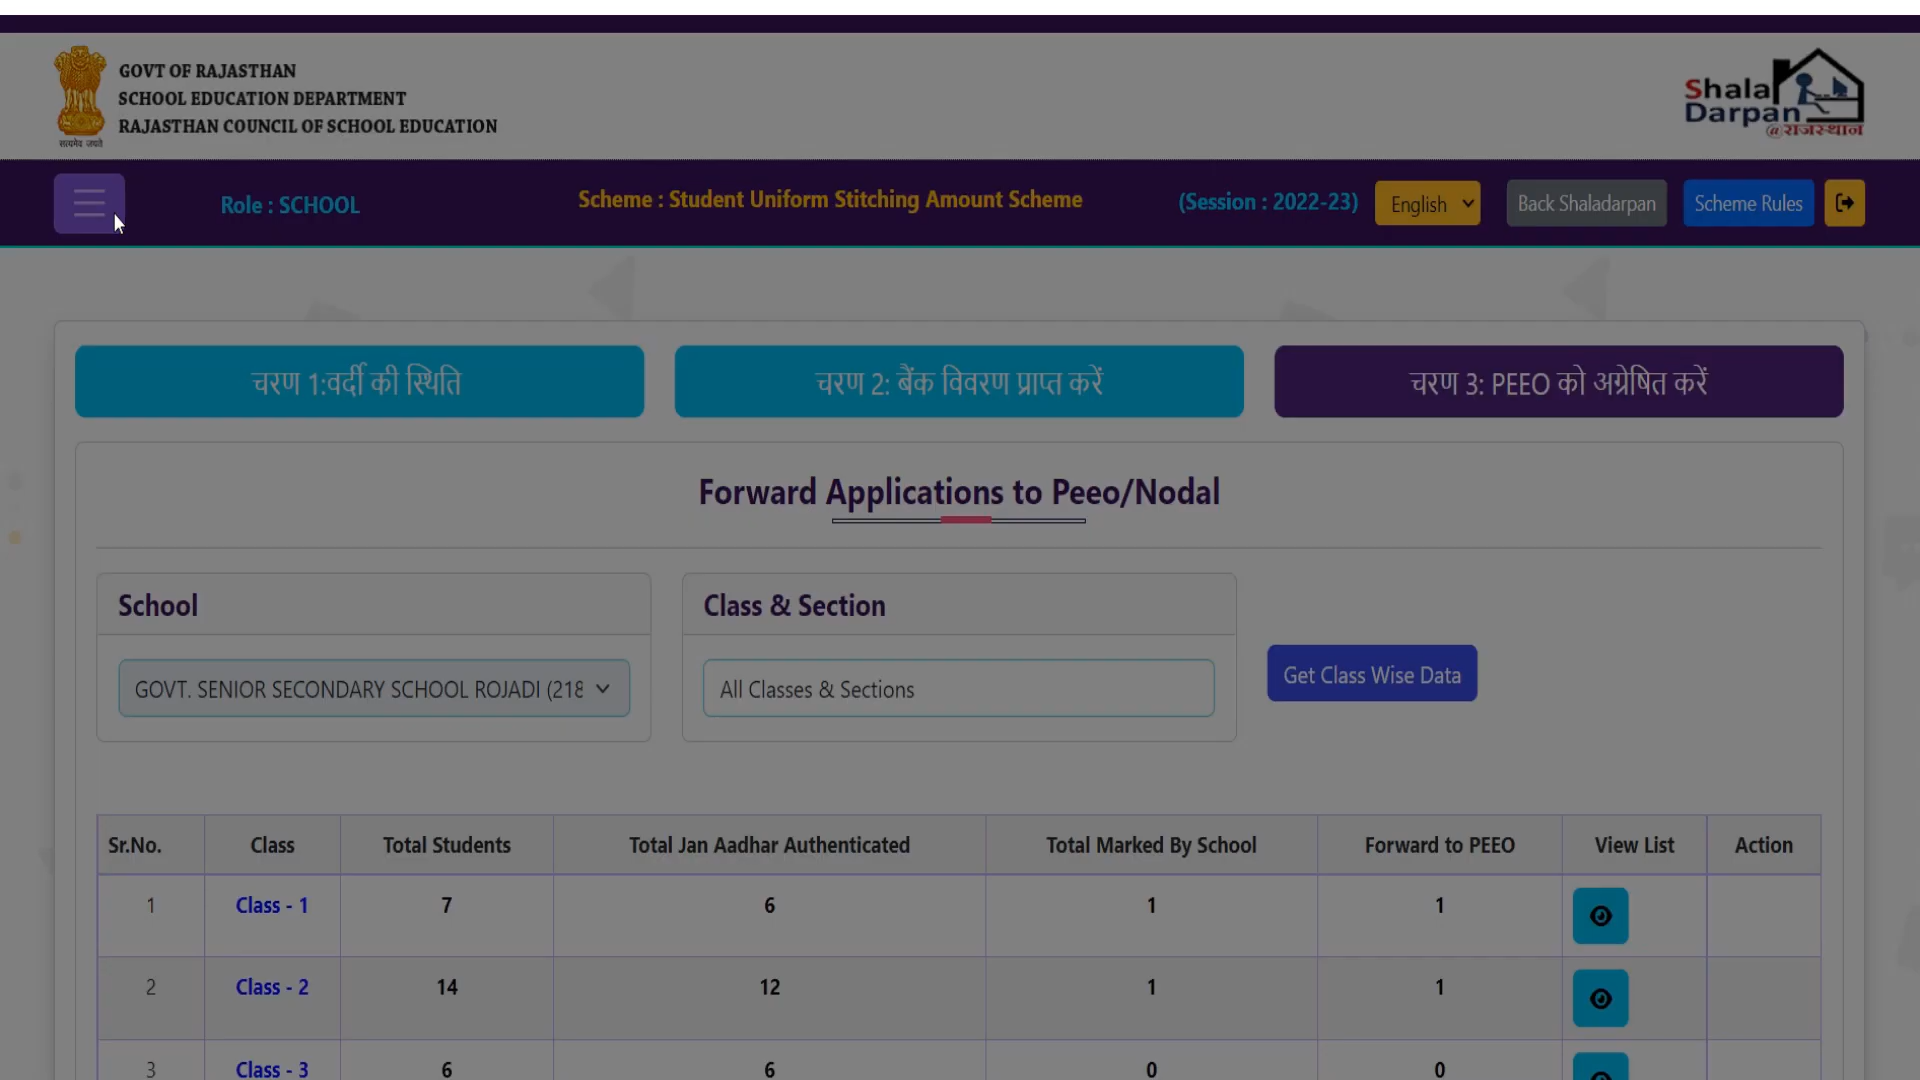 सत्यमेव जयते
GOVT OF RAJASTHAN
SCHOOL EDUCATION DEPARTMENT
RAJASTHAN COUNCIL OF SCHOOL EDUCATION
Shala
Darpan
@राजस्थान
Role : SCHOOL
Scheme : Student Uniform Stitching Amount Scheme
(Session : 2022-23)
English
Back Shaladarpan
Scheme Rules
चरण 1:वर्दी की स्थिति
चरण 2: बैंक विवरण प्राप्त करें
चरण 3: PEEO को अग्रेषित करें
Forward Applications to Peeo/Nodal
School
Class & Section
GOVT. SENIOR SECONDARY SCHOOL ROJADI (218
All Classes & Sections
Get Class Wise Data
Sr.No. Class Total Students Total Jan Aadhar Authenticated Total Marked By School Forward to PEEO View List Action
1 Class - 1 7 6 1 1
2 Class - 2 14 12 1 1
3 Class - 3 6 6 0 0